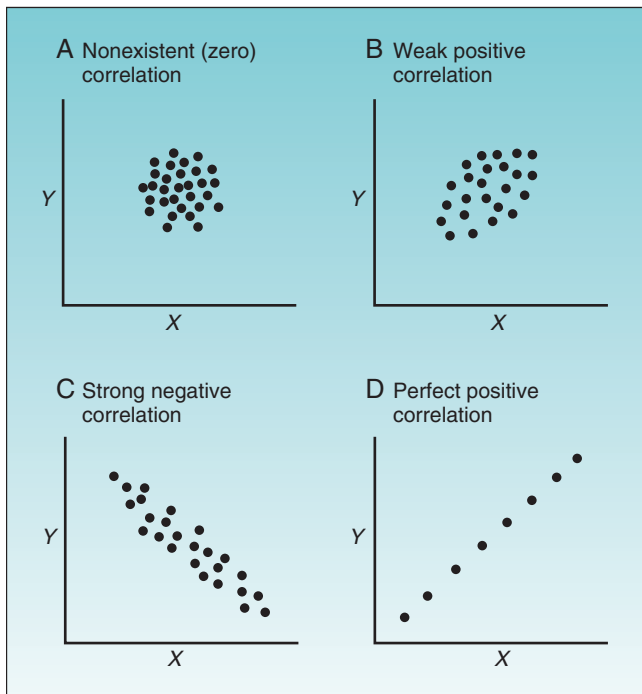 A Nonexistent (zero)
correlation
B Weak positive
correlation
Y
X
Y
X
C Strong negative
correlation
D Perfect positive
correlation
Y
X
Y
X